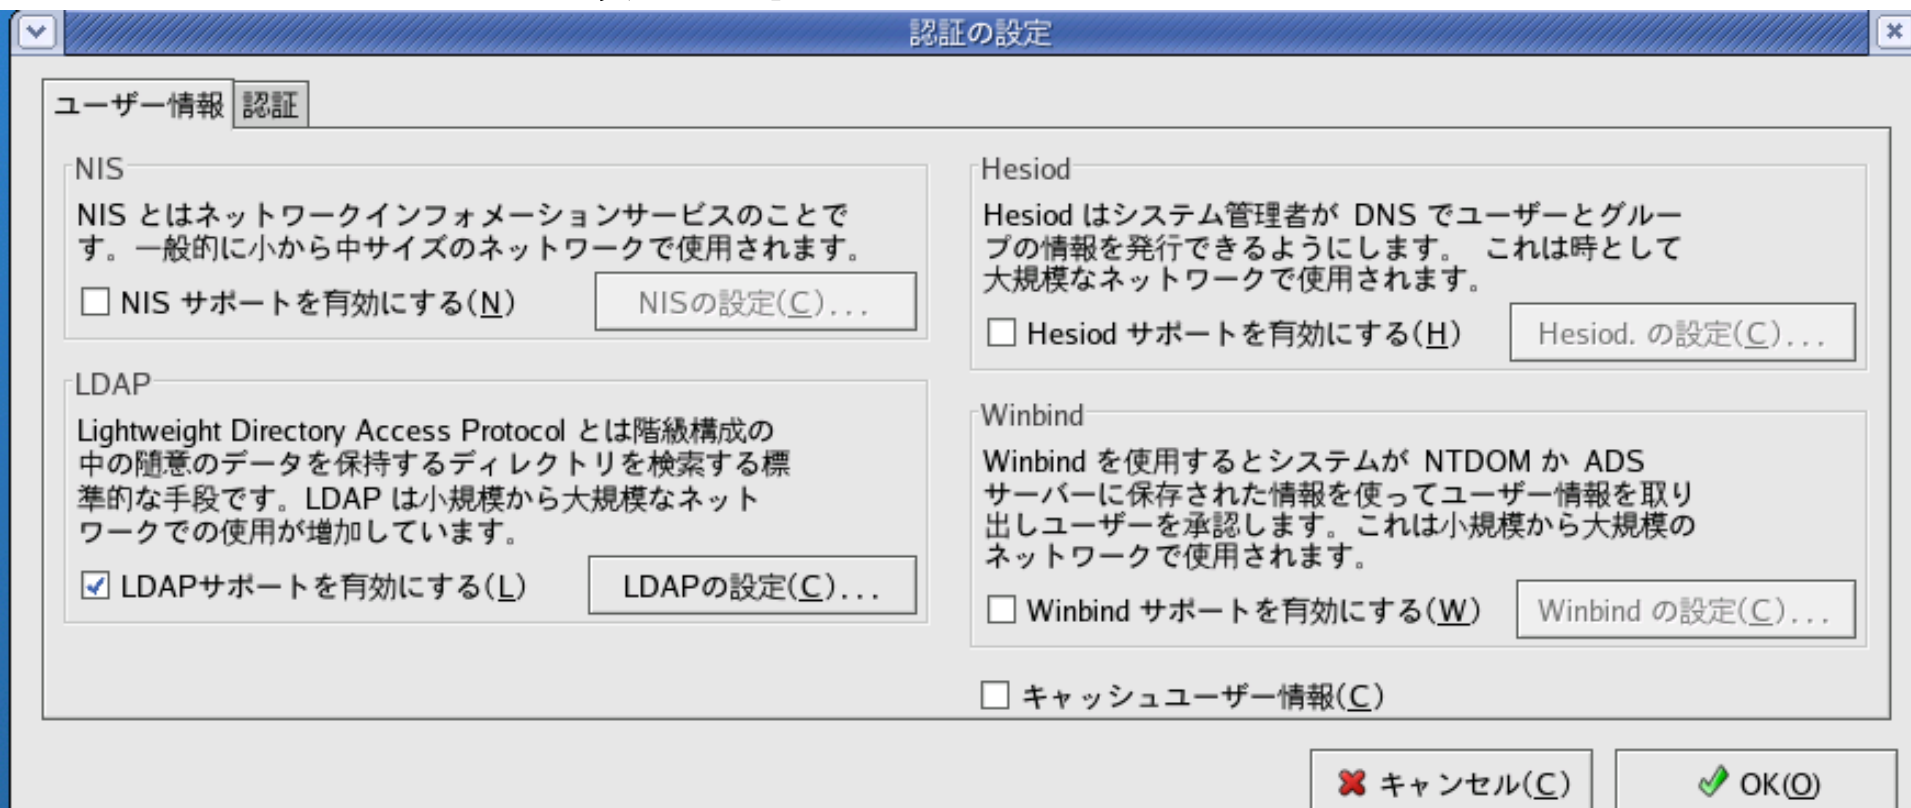 認証の設定
ユーザー情報 認証
NIS
NIS とはネットワークインフォメーションサービスのことで
す。一般的に小から中サイズのネットワークで使用されます。
NIS サポートを有効にする(N) NISの設定(C)...
LDAP
Lightweight Directory Access Protocol とは階級構成の
中の随意のデータを保持するディレクトリを検索する標
準的な手段です。LDAP は小規模から大規模なネット
ワークでの使用が増加しています。
LDAPサポートを有効にする(L) LDAPの設定(C)...
Hesiod
Hesiod はシステム管理者が DNS でユーザーとグルー
プの情報を発行できるようにします。 これは時として
大規模なネットワークで使用されます。
Hesiod サポートを有効にする(H) Hesiod. の設定(C)...
Winbind
Winbind を使用するとシステムが NTDOM か ADS
サーバーに保存された情報を使ってユーザー情報を取り
出しユーザーを承認します。これは小規模から大規模の
ネットワークで使用されます。
Winbind サポートを有効にする(W) Winbind の設定(C)...
キャッシュユーザー情報(C)
キャンセル(C) OK(O)